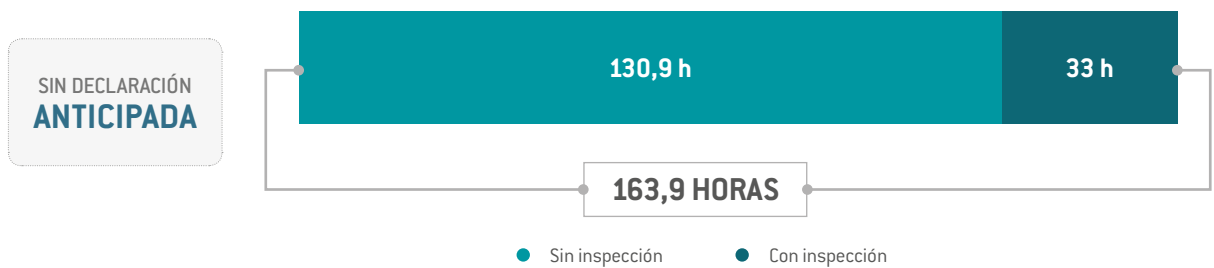 SIN DECLARACIÓN
ANTICIPADA
130,9 h
33 h
163,9 HORAS
Sin inspección
Con inspección